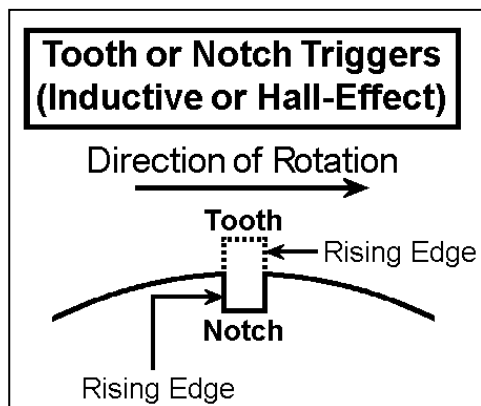 Tooth or Notch Triggers
(Inductive or Hall-Effect)
Direction of Rotation
Tooth
Rising Edge
Notch
Rising Edge